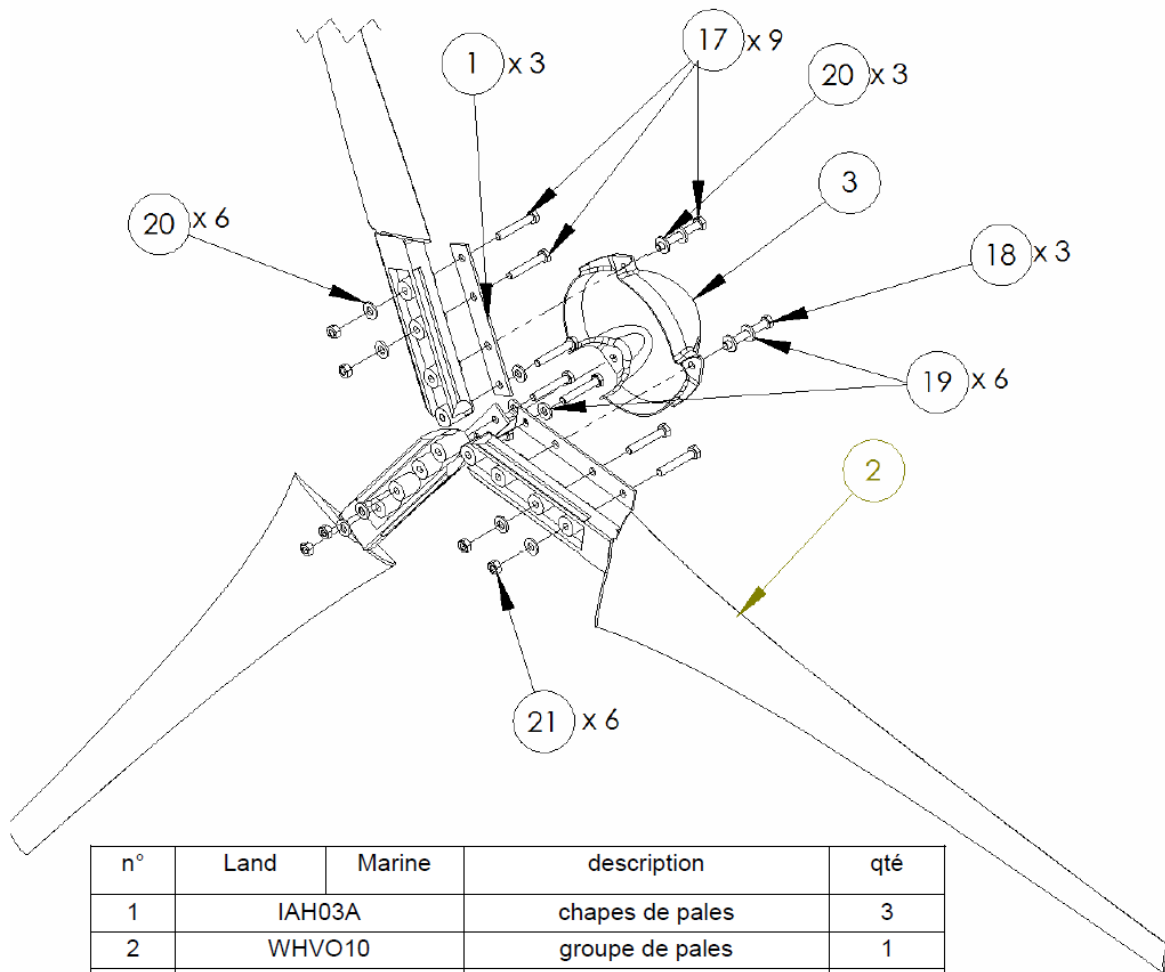 17 x 9
1 x 3
20 x 3
3
20 x 6
18 x 3
19 x 6
2
21 x 6
n° Land Marine description qté
1 IAH03A chapes de pales 3
2 WHVO10 groupe de pales 1